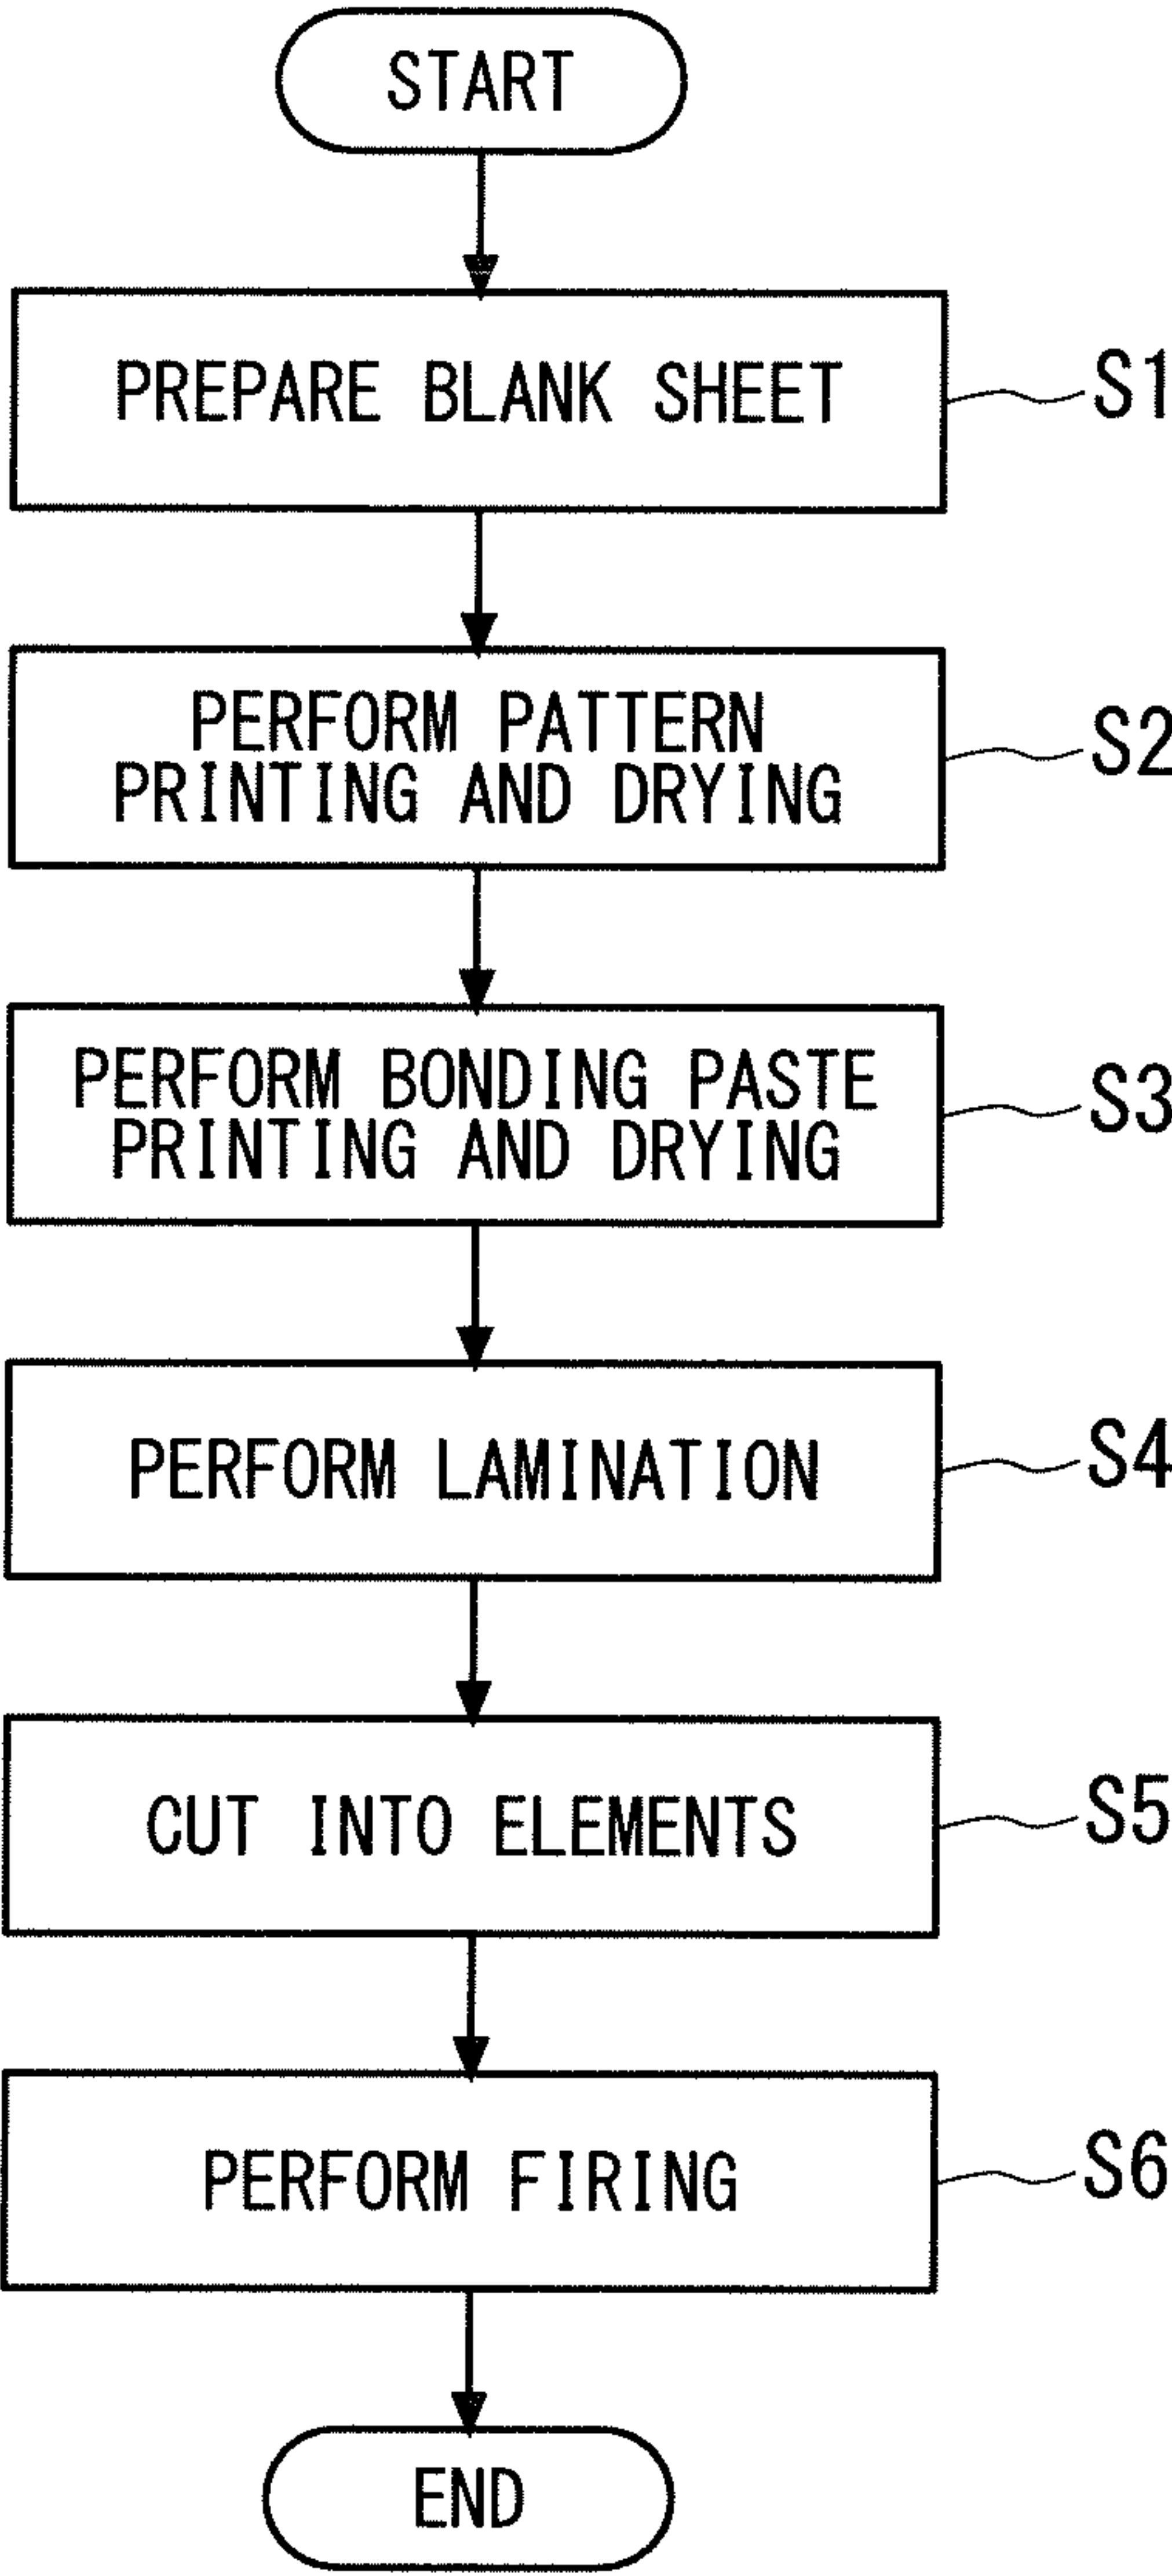 START
PREPARE BLANK SHEET
S1
PERFORM PATTERN
PRINTING AND DRYING
S2
PERFORM BONDING PASTE
PRINTING AND DRYING
S3
PERFORM LAMINATION
S4
CUT INTO ELEMENTS
S5
PERFORM FIRING
S6
END